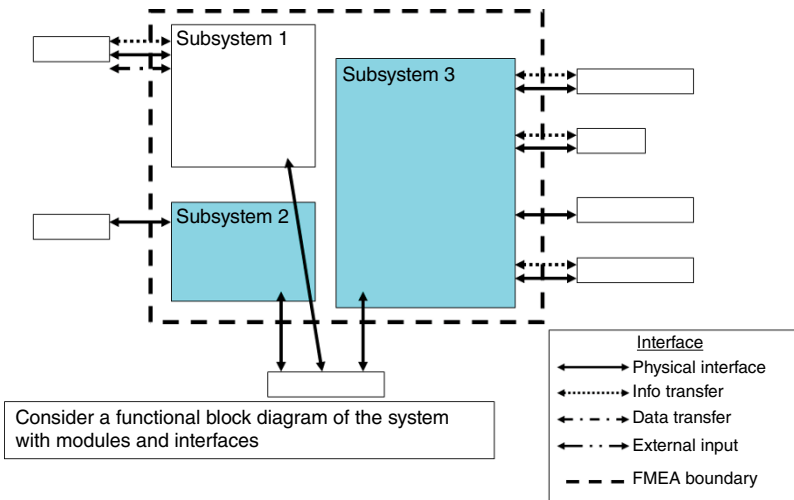 Subsystem 1
Subsystem 3
Subsystem 2
Consider a functional block diagram of the system
with modules and interfaces
Interface
Physical interface
Info transfer
Data transfer
External input
FMEA boundary